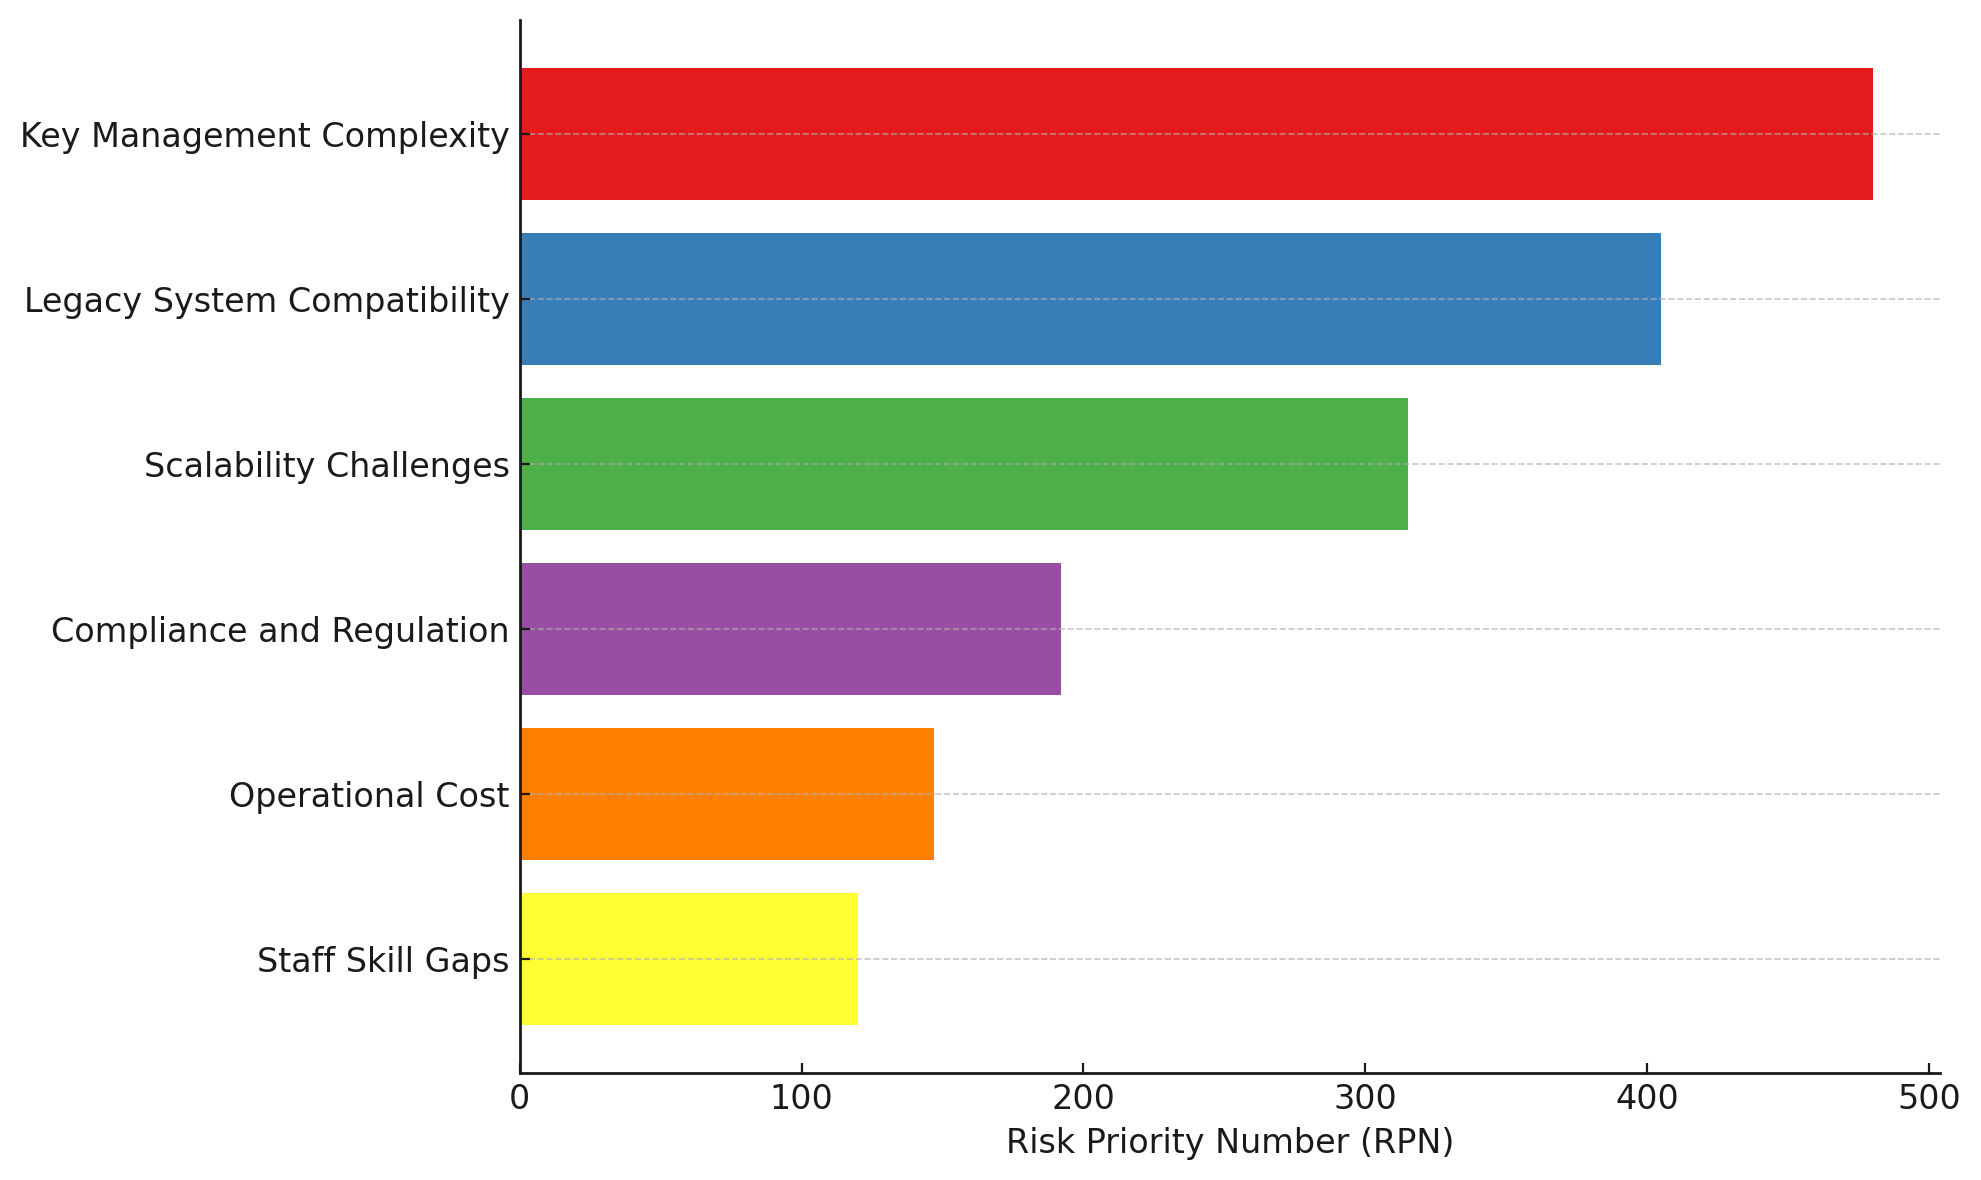 Key Management Complexity
Legacy System Compatibility
Scalability Challenges
Compliance and Regulation
Operational Cost
Staff Skill Gaps
0 100 200 300 400 500
Risk Priority Number (RPN)